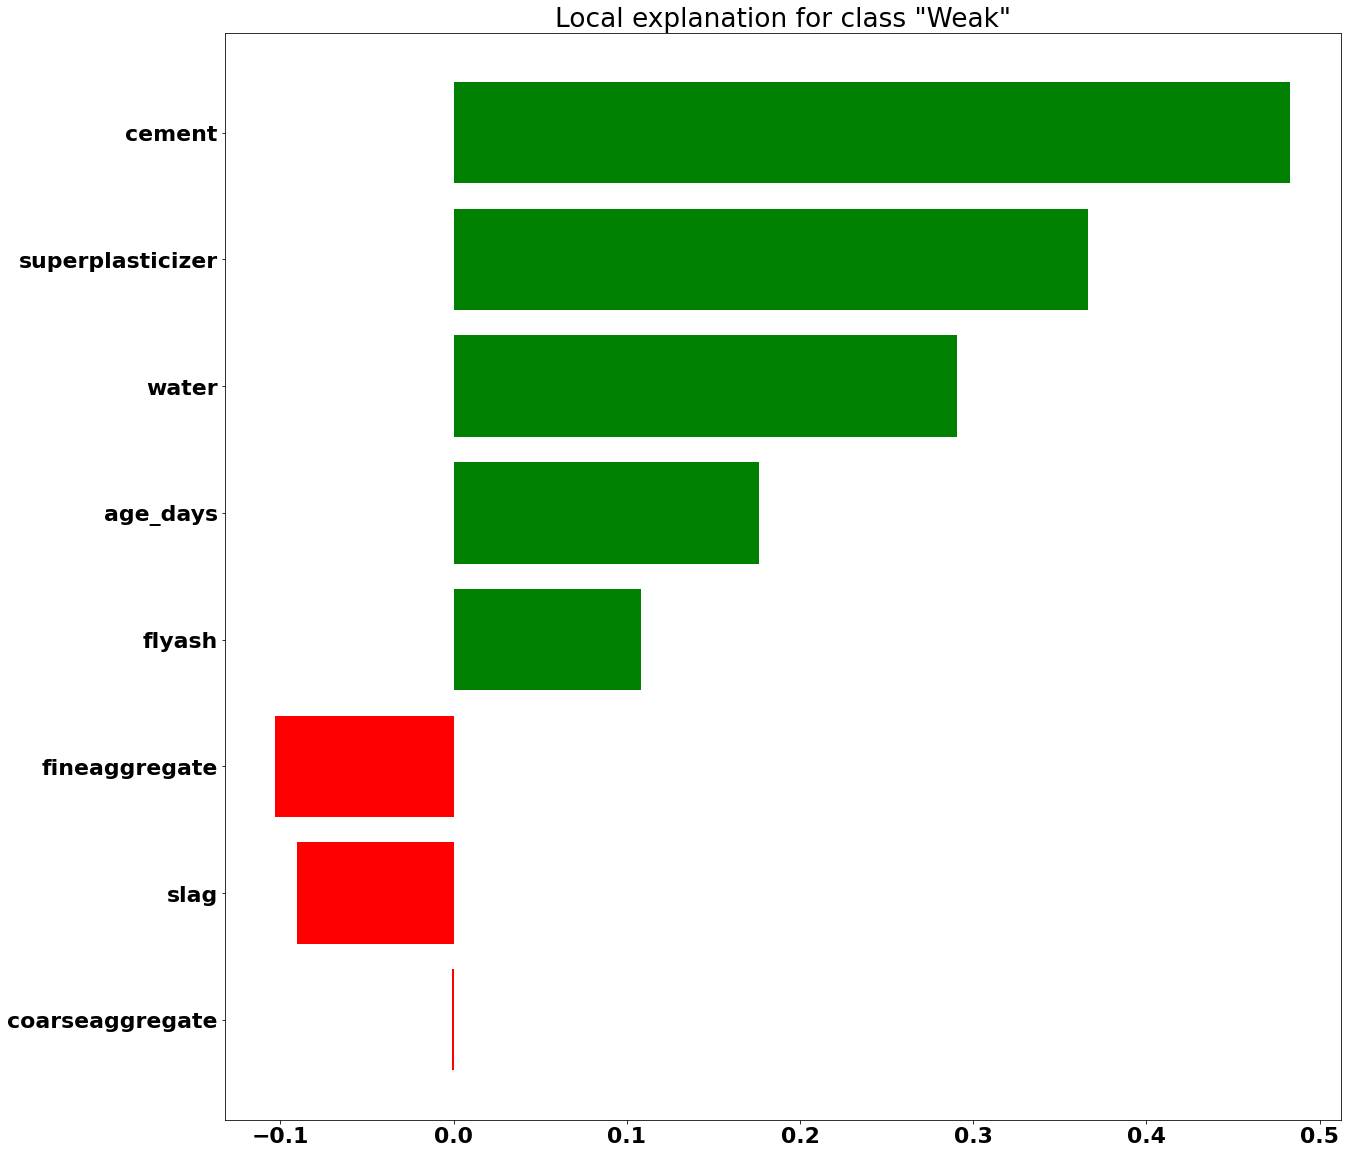 Local explanation for class "Weak"
cement
superplasticizer
water
age_days
flyash
fineaggregate
slag
coarseaggregate
−0.1 0.0 0.1 0.2 0.3 0.4 0.5